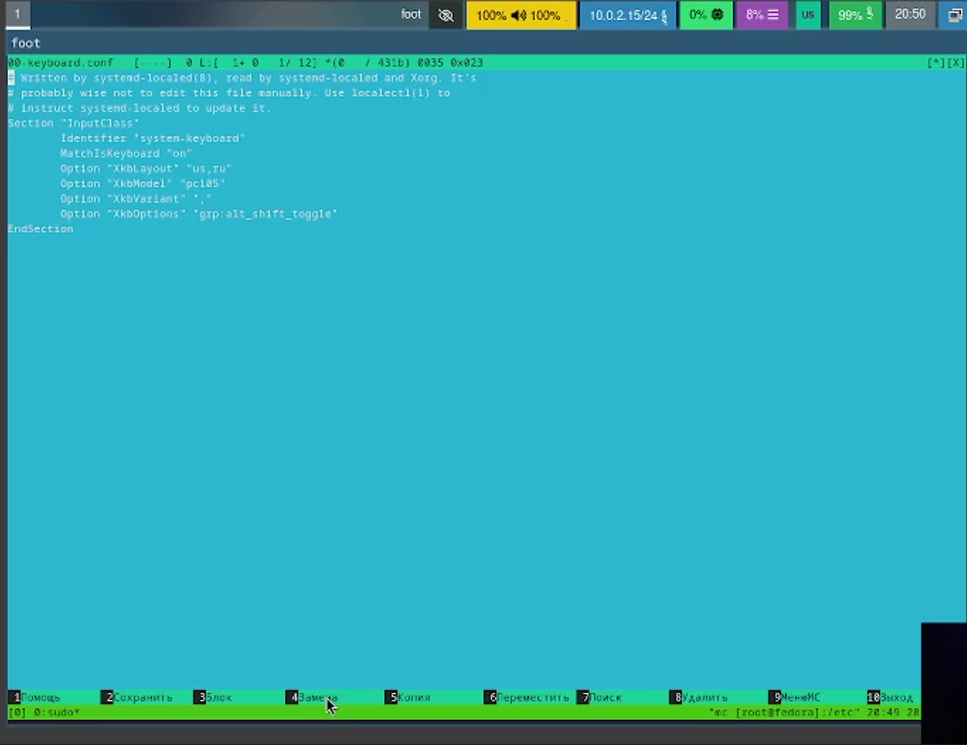 1 foot 100% 100% 10.0.2.15/24 0% 8% us 99% 20:50
foot
00-keyboard.conf [----] 0 L:[ 1+ 0 1/ 12] *(0 / 431b) 0035 0x023 [*][X]
# Written by systemd-localed(8), read by systemd-localed and Xorg. It's
# probably wise not to edit this file manually. Use localectl(1) to
# instruct systemd-localed to update it.
Section "InputClass"
Identifier "system-keyboard"
MatchIsKeyboard "on"
Option "XkbLayout" "us,ru"
Option "XkbModel" "pc105"
Option "XkbVariant" ","
Option "XkbOptions" "grp:alt_shift_toggle"
EndSection
1Помощь 2Сохранить 3Блок 4Замена 5Копия 6Переместить 7Поиск 8Удалить 9МенюMC 10Выход
[0] 0:sudo* "mc [root@fedora]:/etc" 20:49 28